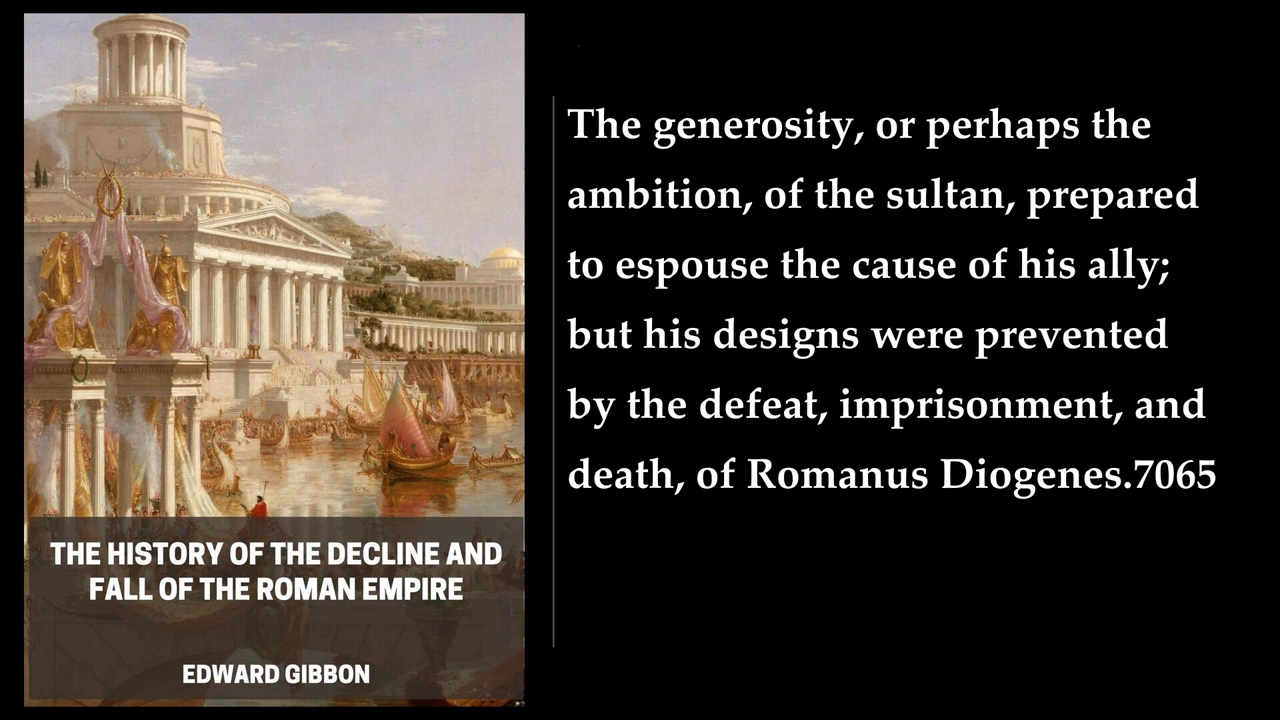 THE HISTORY OF THE DECLINE AND
FALL OF THE ROMAN EMPIRE
EDWARD GIBBON
The generosity, or perhaps the
ambition, of the sultan, prepared
to espouse the cause of his ally;
but his designs were prevented
by the defeat, imprisonment, and
death, of Romanus Diogenes.7065